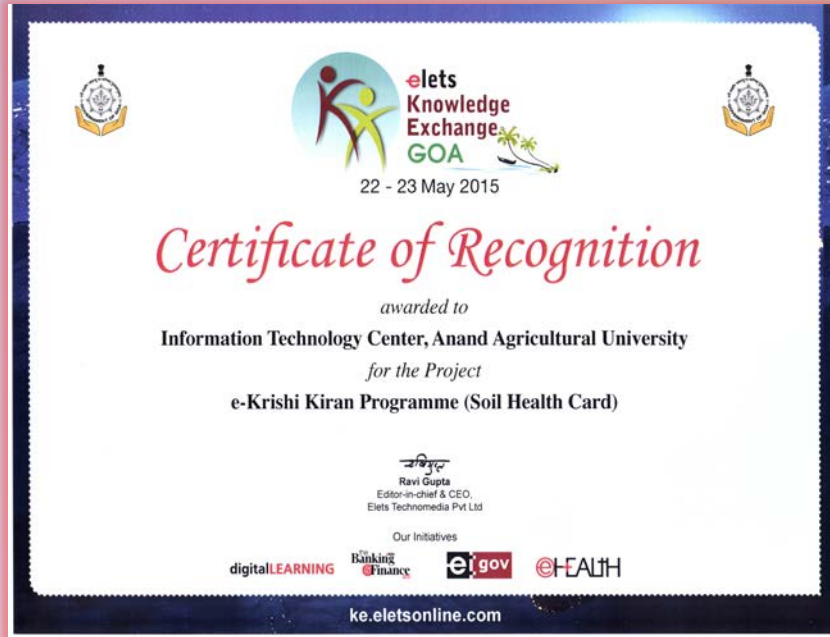 elets
Knowledge
Exchange
GOA
22 - 23 May 2015
Certificate of Recognition
awarded to
Information Technology Center, Anand Agricultural University
for the Project
e-Krishi Kiran Programme (Soil Health Card)
Ravi Gupta
Editor-in-chief & CEO,
Elets Technomedia Pvt Ltd
Our Initiatives
digitalLEARNING
Banking
&Finance
egov
eHEALTH
ke.eletsonline.com